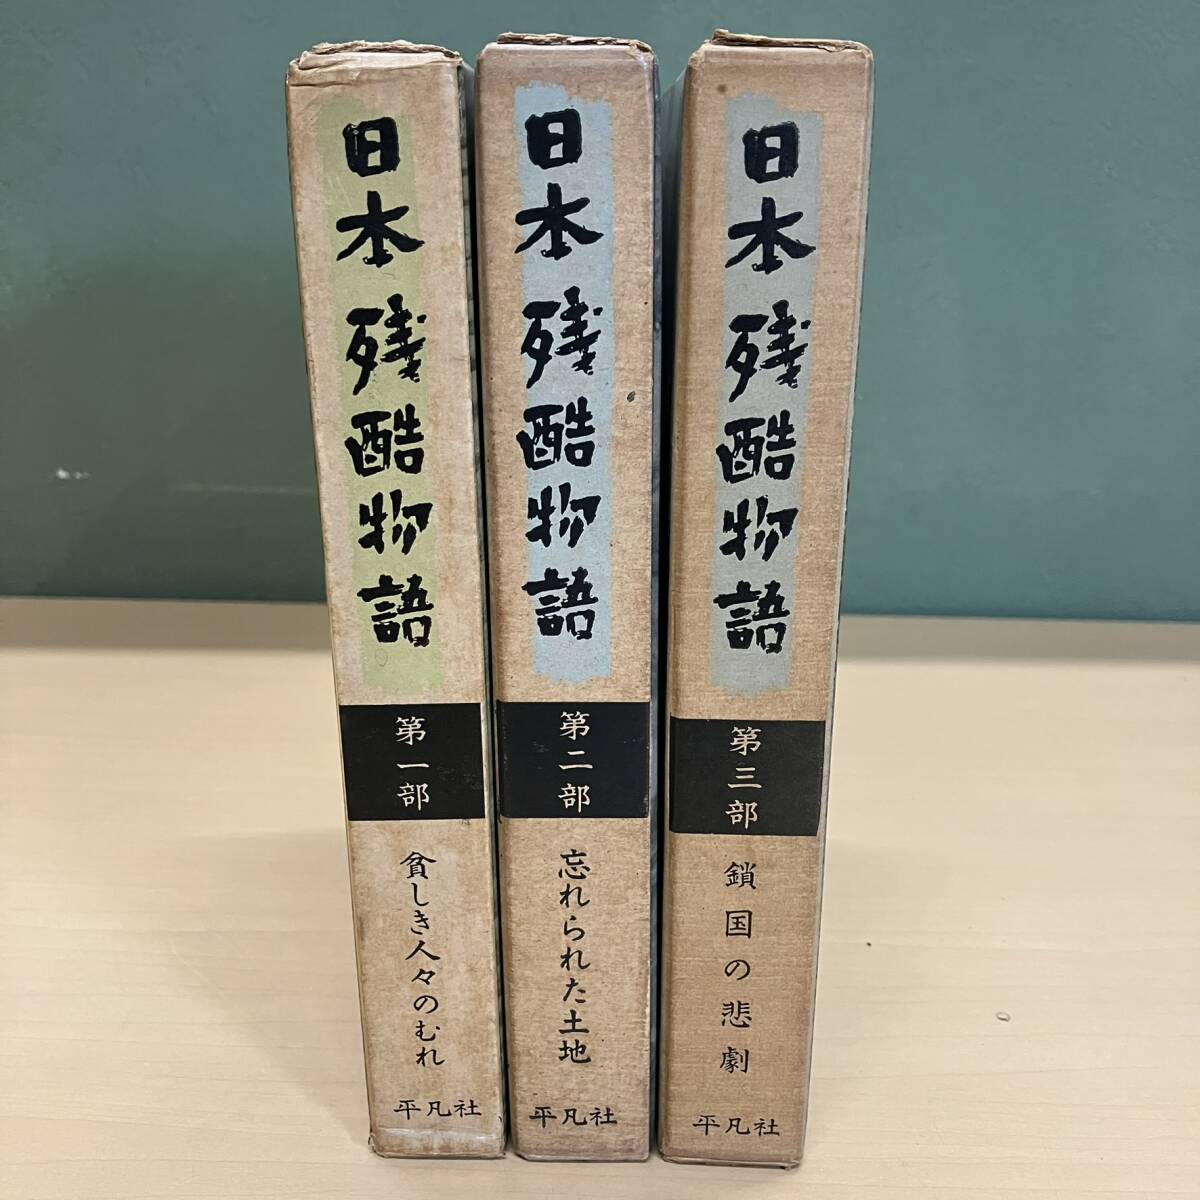 日本残酷物語
第一部
貧しき人々のむれ
平凡社
日本残酷物語
第二部
忘れられた土地
平凡社
日本残酷物語
第三部
鎖国の悲劇
平凡社